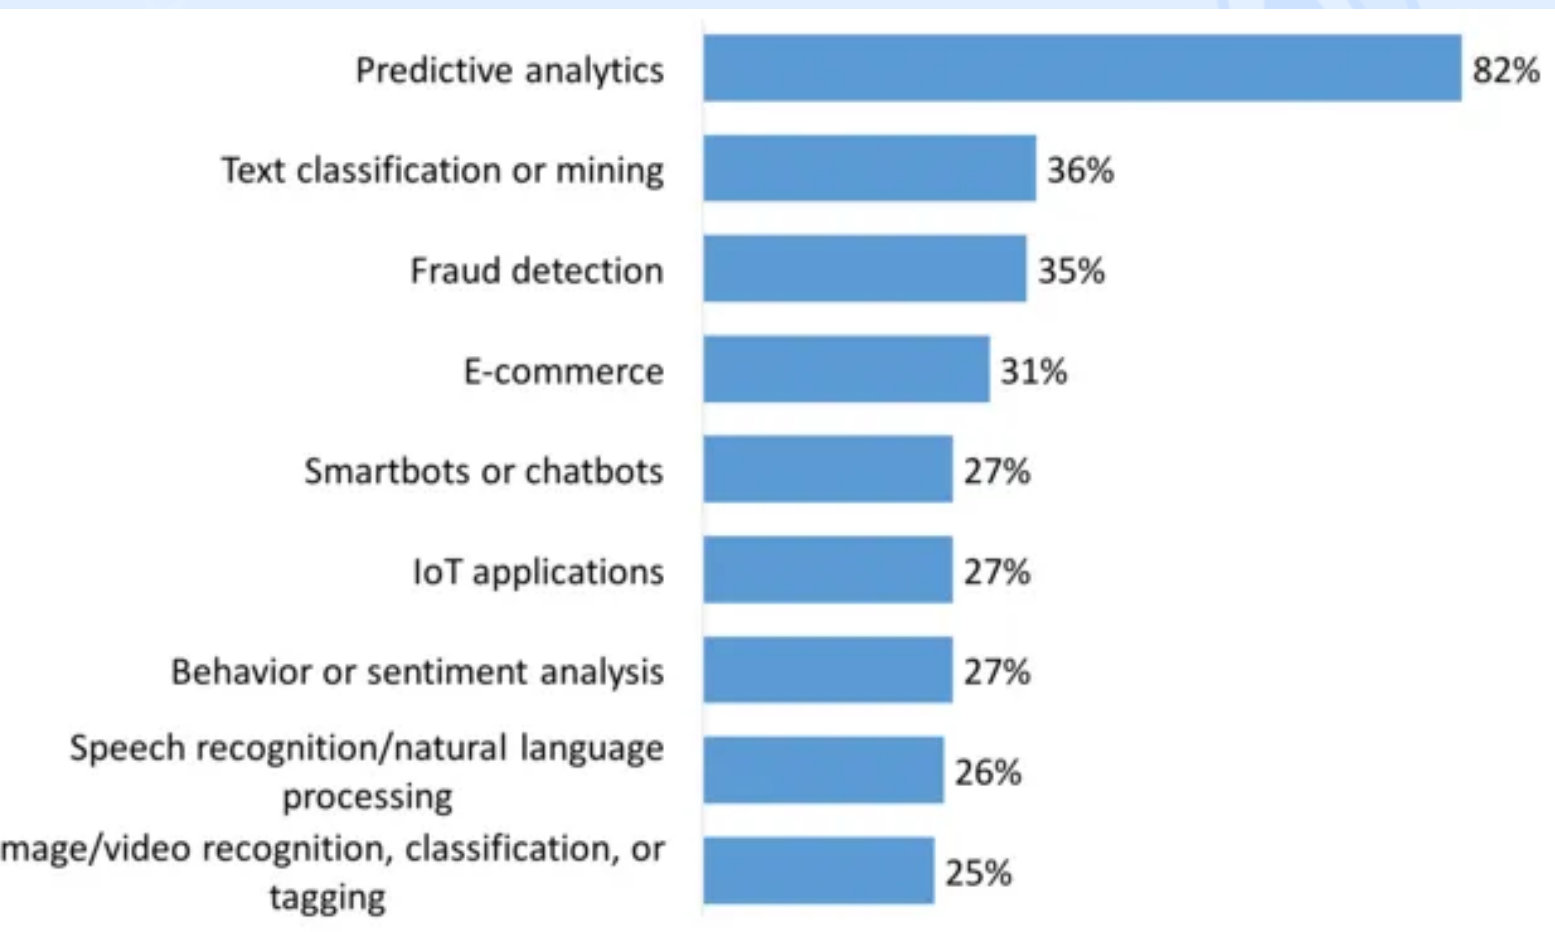 Predictive analytics 82%
Text classification or mining 36%
Fraud detection 35%
E-commerce 31%
Smartbots or chatbots 27%
IoT applications 27%
Behavior or sentiment analysis 27%
Speech recognition/natural language
processing 26%
mage/video recognition, classification, or
tagging 25%